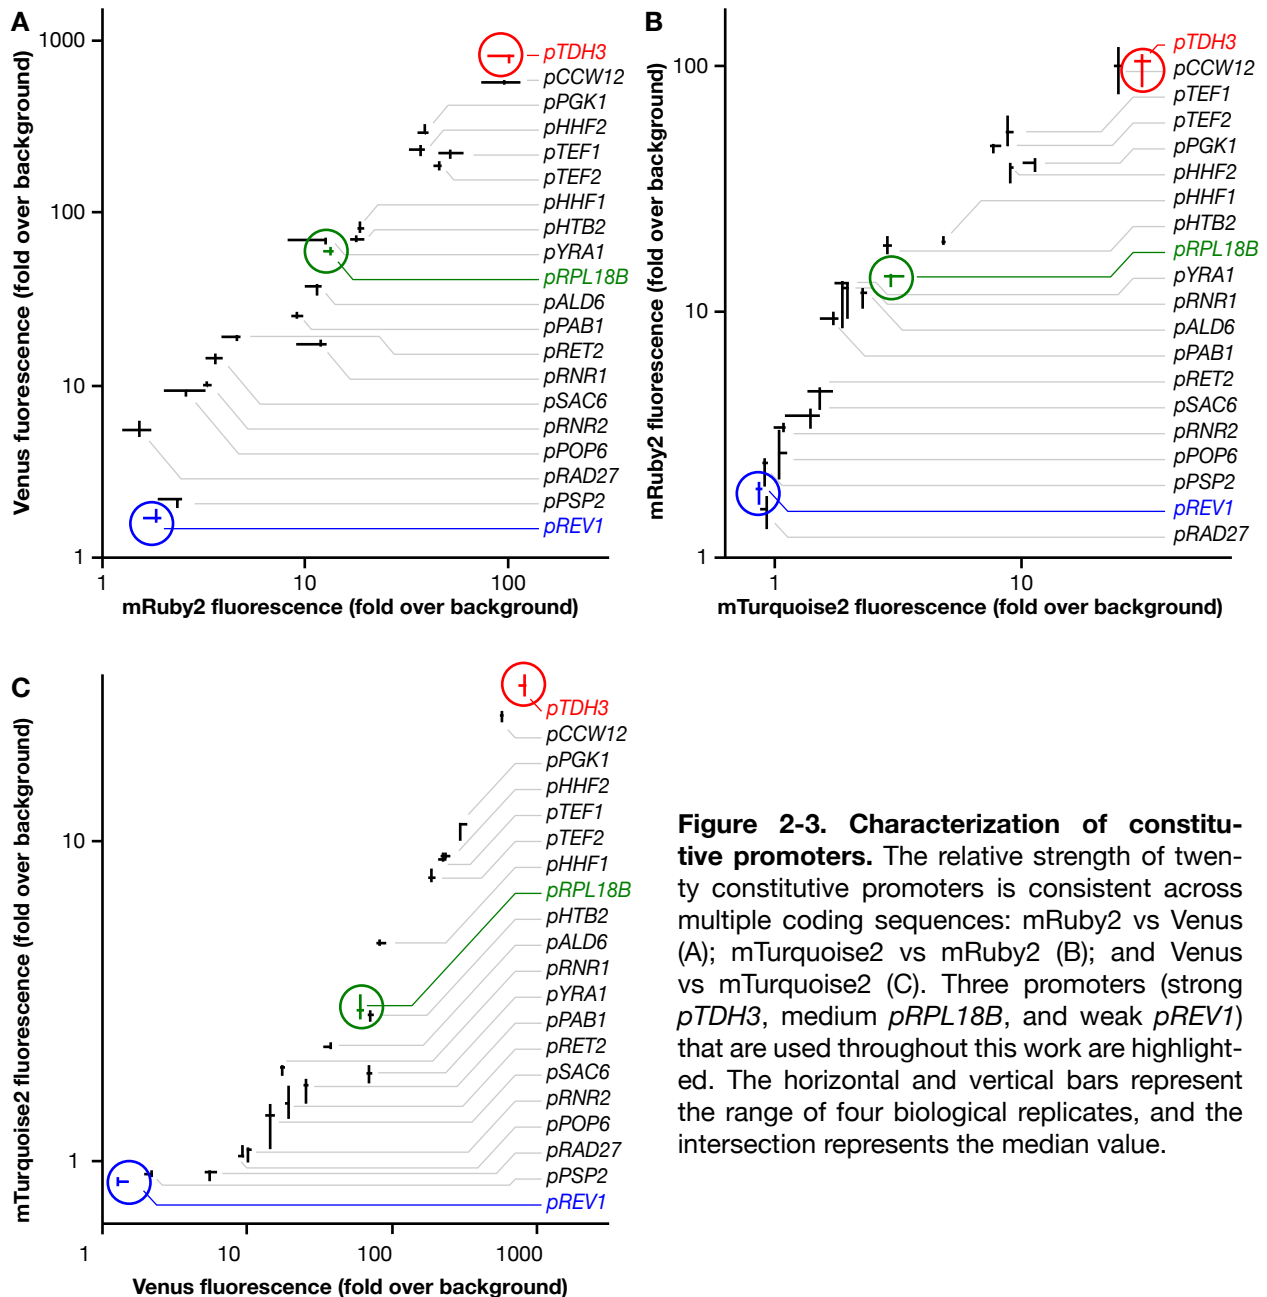 A
Venus fluorescence (fold over background)
1000
100
10
1
1
10
100
mRuby2 fluorescence (fold over background)
pTDH3
pCCW12
pPGK1
pHHF2
pTEF1
pTEF2
pHHF1
pHTB2
pYRA1
pRPL18B
pALD6
pPAB1
pRET2
pRNR1
pSAC6
pRNR2
pPOP6
pRAD27
pPSP2
pREV1
B
mRuby2 fluorescence (fold over background)
100
10
1
1
10
mTurquoise2 fluorescence (fold over background)
pTDH3
pCCW12
pTEF1
pTEF2
pPGK1
pHHF2
pHHF1
pHTB2
pRPL18B
pYRA1
pRNR1
pALD6
pPAB1
pRET2
pSAC6
pRNR2
pPOP6
pPSP2
pREV1
pRAD27
C
mTurquoise2 fluorescence (fold over background)
10
1
1
10
100
1000
Venus fluorescence (fold over background)
pTDH3
pCCW12
pPGK1
pHHF2
pTEF1
pTEF2
pHHF1
pRPL18B
pHTB2
pALD6
pRNR1
pYRA1
pPAB1
pRET2
pSAC6
pRNR2
pPOP6
pRAD27
pPSP2
pREV1
Figure 2-3. Characterization of constitu-
tive promoters. The relative strength of twen-
ty constitutive promoters is consistent across
multiple coding sequences: mRuby2 vs Venus
(A); mTurquoise2 vs mRuby2 (B); and Venus
vs mTurquoise2 (C). Three promoters (strong
pTDH3, medium pRPL18B, and weak pREV1)
that are used throughout this work are highlight-
ed. The horizontal and vertical bars represent
the range of four biological replicates, and the
intersection represents the median value.